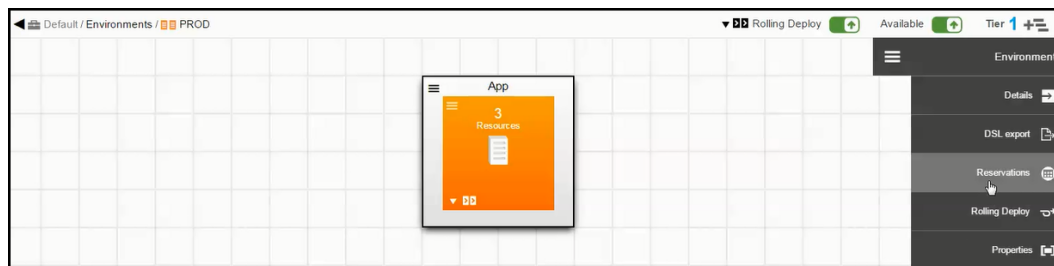 Default / Environments / PROD
Rolling Deploy
Available
Tier 1
Environment
App
3
Resources
Details
DSL export
Reservations
Rolling Deploy
Properties